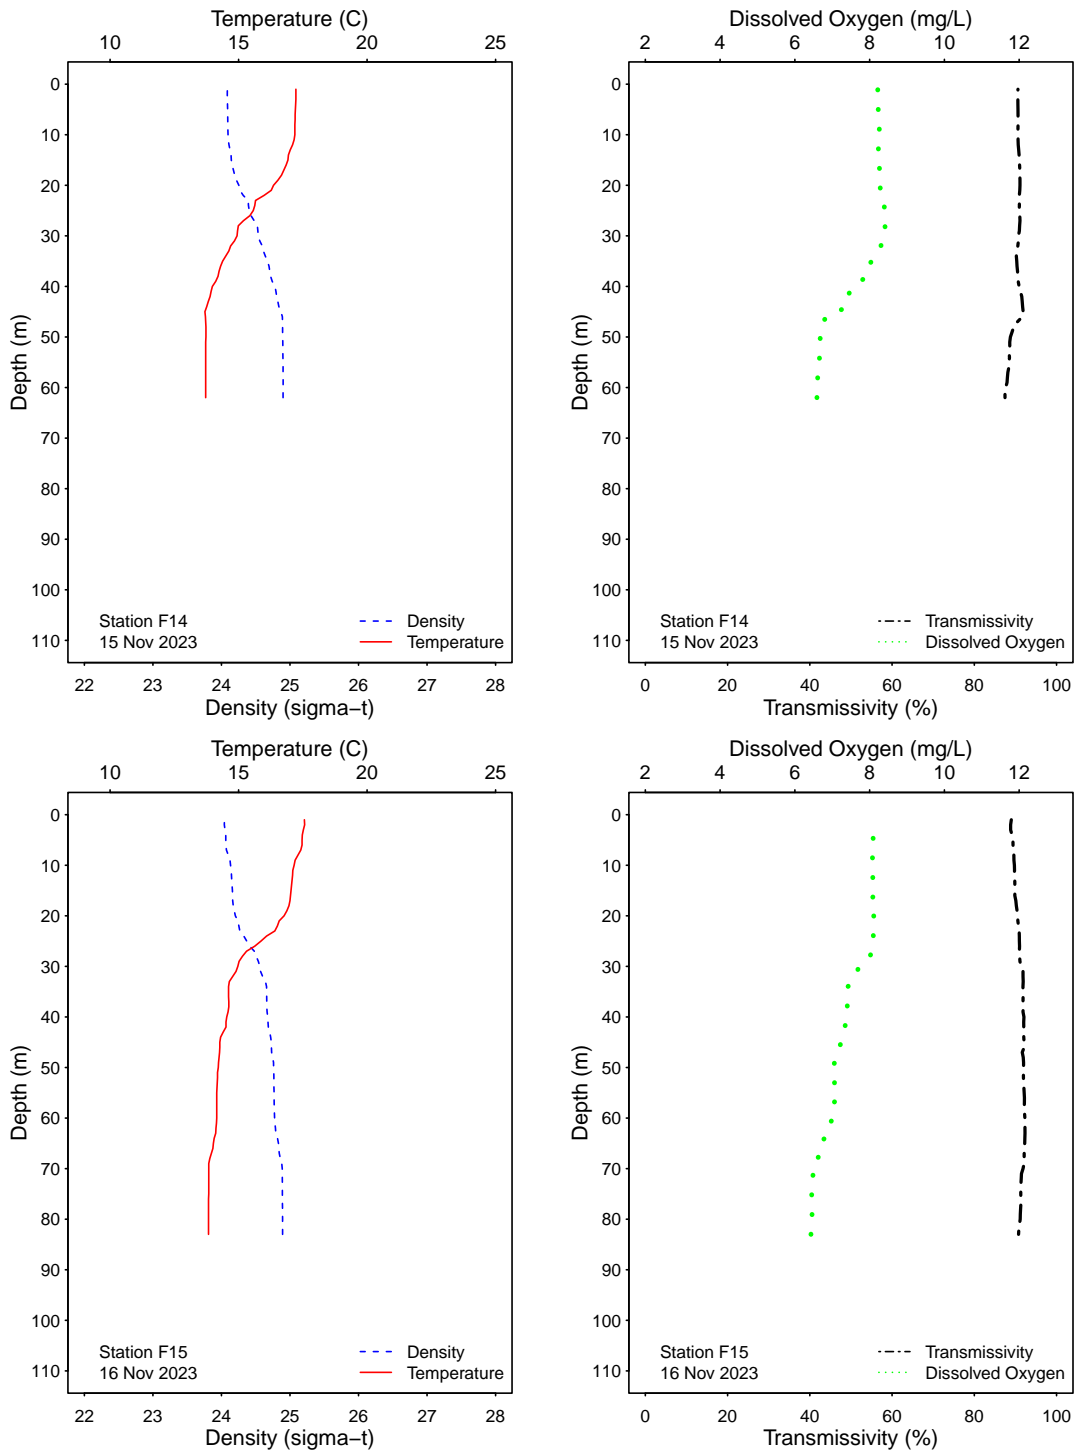 Temperature (C)
10 15 20 25
0
10
20
30
40
50
60
70
80
90
100
110
Depth (m)
Station F14
15 Nov 2023
Density
Temperature
22 23 24 25 26 27 28
Density (sigma−t)
Dissolved Oxygen (mg/L)
2 4 6 8 10 12
0
10
20
30
40
50
60
70
80
90
100
110
Depth (m)
Station F14
15 Nov 2023
Transmissivity
Dissolved Oxygen
0 20 40 60 80 100
Transmissivity (%)
Temperature (C)
10 15 20 25
0
10
20
30
40
50
60
70
80
90
100
110
Depth (m)
Station F15
16 Nov 2023
Density
Temperature
22 23 24 25 26 27 28
Density (sigma−t)
Dissolved Oxygen (mg/L)
2 4 6 8 10 12
0
10
20
30
40
50
60
70
80
90
100
110
Depth (m)
Station F15
16 Nov 2023
Transmissivity
Dissolved Oxygen
0 20 40 60 80 100
Transmissivity (%)